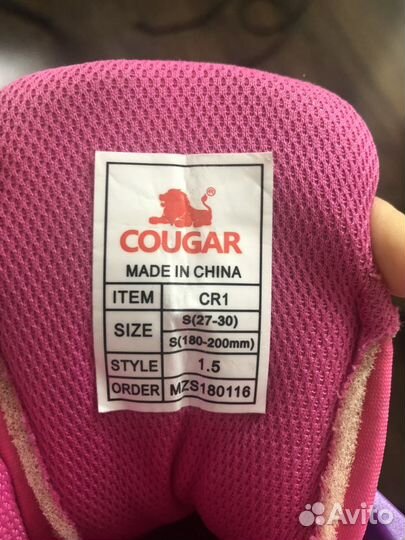 ®
COUGAR
MADE IN CHINA
ITEM CR1
SIZE S(27-30)
S(180-200mm)
STYLE 1.5
ORDER MZS180116
Avito